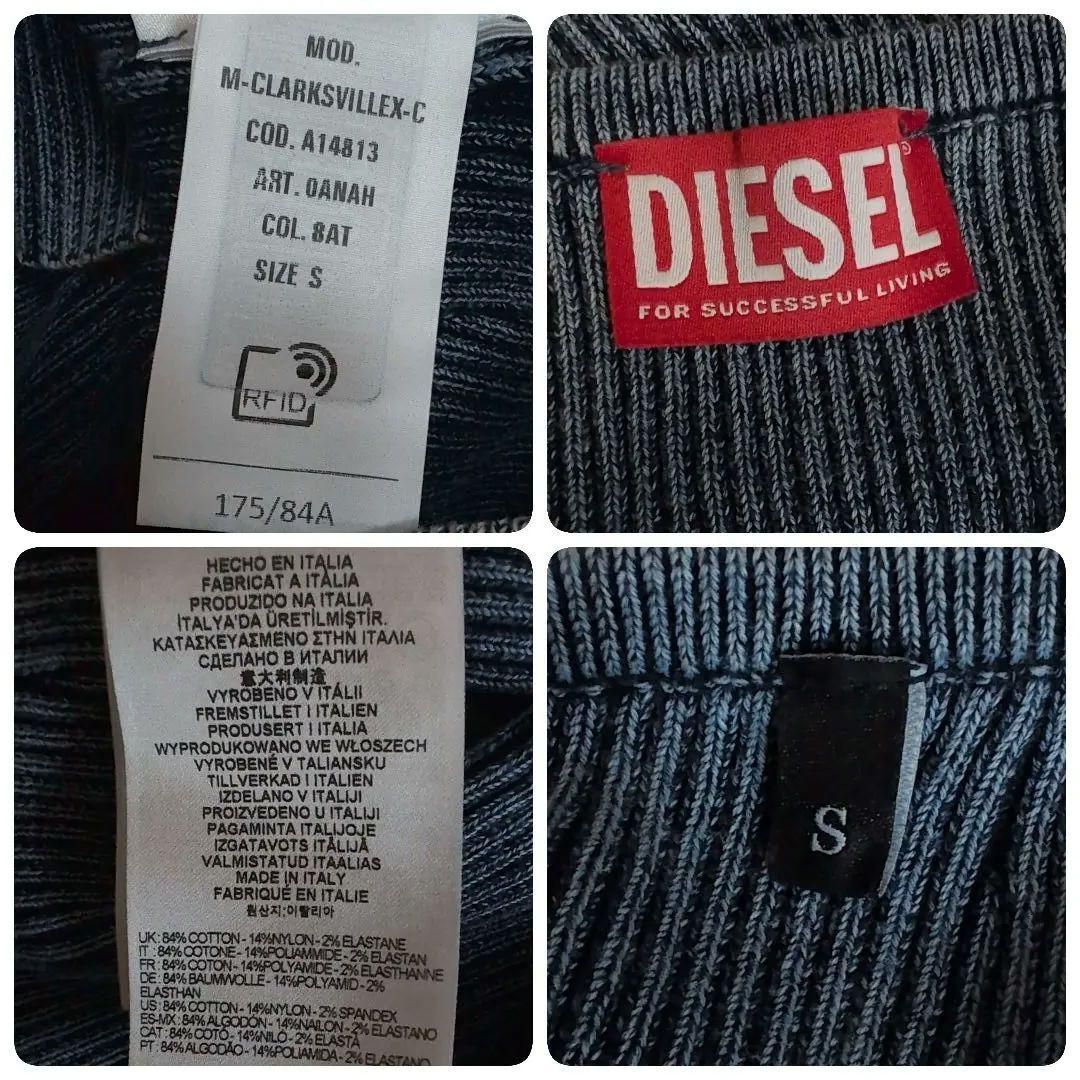 MOD.
M-CLARKSVILLEX-C
COD. A14813
ART. 0ANAH
COL. 8AT
SIZE S
RFID
175/84A
DIESEL®
FOR SUCCESSFUL LIVING
HECHO EN ITALIA
FABRICAT A ITÀLIA
PRODUZIDO NA ITALIA
İTALYA'DA ÜRETİLMİŞTİR.
ΚΑΤΑΣΚΕΥΑΣΜΕΝΟ ΣΤΗΝ ΙΤΑΛΙΑ
СДЕЛАНО В ИТАЛИИ
意大利制造
VYROBENO V ITÁLII
FREMSTILLET I ITALIEN
PRODUSERT I ITALIA
WYPRODUKOWANO WE WŁOSZECH
VYROBENÉ V TALIANSKU
TILLVERKAD I ITALIEN
IZDELANO V ITALIJI
PROIZVEDENO U ITALIJI
PAGAMINTA ITALIJOJE
IZGATAVOTS ITĀLIJĀ
VALMISTATUD ITAALIAS
MADE IN ITALY
FABRIQUÉ EN ITALIE
원산지:이탈리아
UK: 84% COTTON - 14%NYLON - 2% ELASTANE
IT : 84% COTONE - 14%POLIAMMIDE - 2% ELASTAN
FR : 84% COTON - 14%POLYAMIDE - 2% ELASTHANNE
DE : 84% BAUMWOLLE - 14%POLYAMID - 2%
ELASTHAN
US : 84% COTTON - 14%NYLON - 2% SPANDEX
ES-MX : 84% ALGODON - 14%NAILON - 2% ELASTANO
CAT : 84% COTÓ - 14%NILÓ - 2% ELASTÀ
PT : 84% ALGODÃO - 14%POLIAMIDA - 2% ELASTANO
S